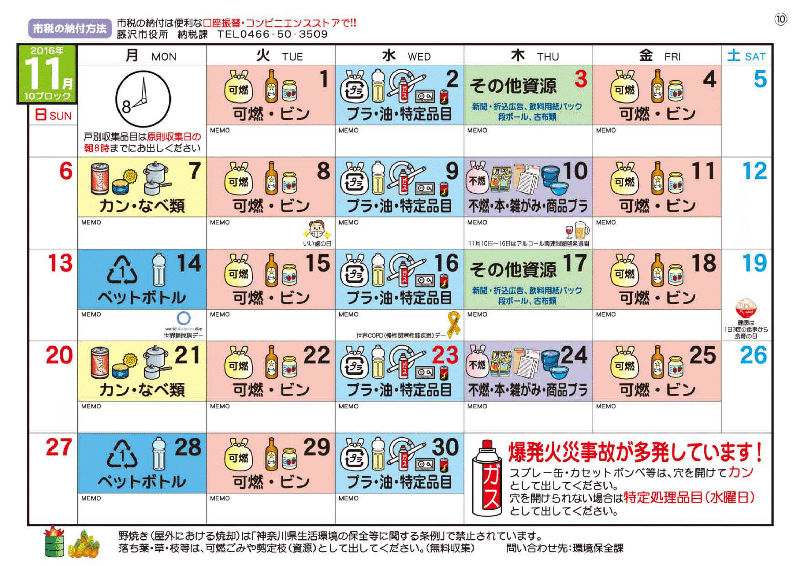 ⑩
市税の納付方法
市税の納付は便利な口座振替・コンビニエンスストアで!!
藤沢市役所 納税課 TEL0466-50-3509
2016年
11月
10ブロック
日 SUN
月 MON
火 TUE
水 WED
木 THU
金 FRI
土 SAT
8
戸別収集品目は原則収集日の
朝8時までにお出しください
1
可燃
可燃・ビン
MEMO
2
プラ
プラ・油・特定品目
MEMO
3
その他資源
新聞・折込広告、飲料用紙パック
段ボール、古布類
MEMO
4
可燃
可燃・ビン
MEMO
5
6
7
カン・なべ類
MEMO
8
可燃
可燃・ビン
MEMO
いい歯の日
9
プラ
プラ・油・特定品目
MEMO
10
不燃
不燃・本・雑がみ・商品プラ
MEMO
11月10日~16日はアルコール関連問題啓発週間
11
可燃
可燃・ビン
MEMO
12
13
14
1
ペットボトル
MEMO
world diabetes day
世界糖尿病デー
15
可燃
可燃・ビン
MEMO
16
プラ
プラ・油・特定品目
MEMO
世界COPD(慢性閉塞性肺疾患)デー
17
その他資源
新聞・折込広告、飲料用紙パック
段ボール、古布類
MEMO
18
可燃
可燃・ビン
MEMO
19
健康は
1日3度の食事から
食育の日
20
21
カン・なべ類
MEMO
22
可燃
可燃・ビン
MEMO
23
プラ
プラ・油・特定品目
MEMO
24
不燃
不燃・本・雑がみ・商品プラ
MEMO
25
可燃
可燃・ビン
MEMO
26
27
28
1
ペットボトル
MEMO
29
可燃
可燃・ビン
MEMO
30
プラ
プラ・油・特定品目
MEMO
ガス
爆発火災事故が多発しています!
スプレー缶・カセットボンベ等は、穴を開けてカン
として出してください。
穴を開けられない場合は特定処理品目(水曜日)
として出してください。
野焼き(屋外における焼却)は「神奈川県生活環境の保全等に関する条例」で禁止されています。
落ち葉・草・枝等は、可燃ごみや剪定枝(資源)として出してください。(無料収集) 問い合わせ先:環境保全課